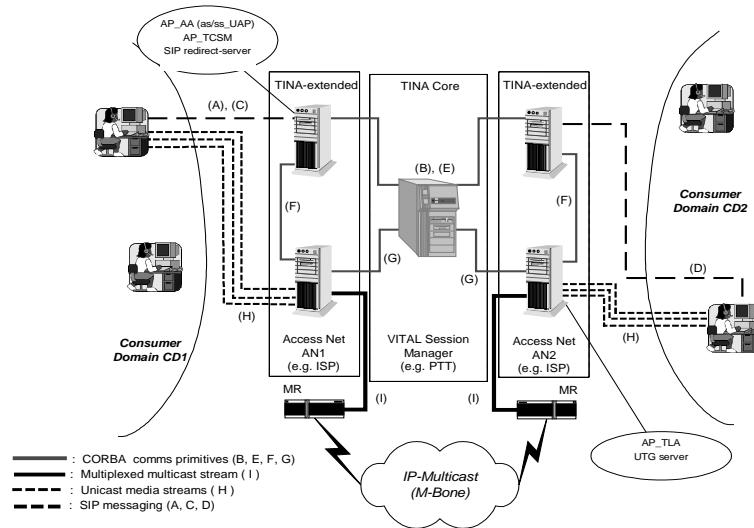 AP_AA (as/ss_UAP)
AP_TCSM
SIP redirect-server
TINA-extended
TINA Core
TINA-extended
(A), (C)
(B), (E)
(F)
(F)
Consumer
Domain CD2
(G)
(G)
(D)
(H)
(H)
Consumer
Domain CD1
Access Net
AN1
(e.g. ISP)
VITAL Session
Manager
(e.g. PTT)
Access Net
AN2
(e.g. ISP)
MR
(I)
(I)
MR
AP_TLA
UTG server
IP-Multicast
(M-Bone)
: CORBA comms primitives (B, E, F, G)
: Multiplexed multicast stream ( I )
: Unicast media streams ( H )
: SIP messaging (A, C, D)